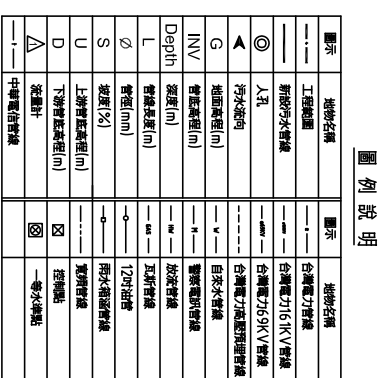 圖例說明
圖示 地物名稱 圖示 地物名稱
工程範圍 台灣電力管線
新設污水管線 161KV 台灣電力161KV管線
人孔 69KV 台灣電力69KV管線
污水流向 台灣電力高壓預埋管線
G 地面高程(m) W 自來水管線
INV 管底高程(m) M 警察電訊管線
Depth 深度(m) HW 放流管線
L 管線長度(m) GAS 瓦斯管線
Ø 管徑(mm) 12吋油管
S 坡度(%) 雨水箱涵管線
U 上游管底高程(m) 寬頻管線
D 下游管底高程(m) 控制點
流量計 一等水準點
中華電信管線